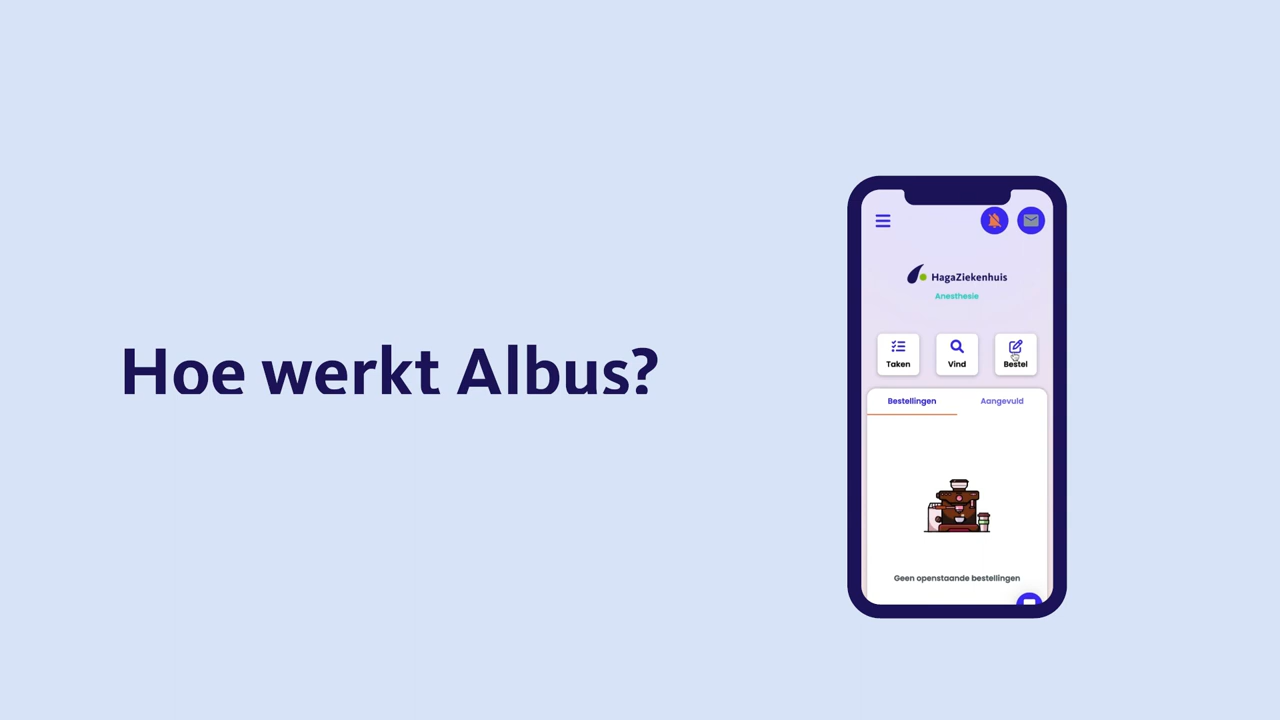 Hoe werkt Albus?
HagaZiekenhuis
Anesthesie
Taken
Vind
Bestel
Bestellingen
Aangevuld
Geen openstaande bestellingen